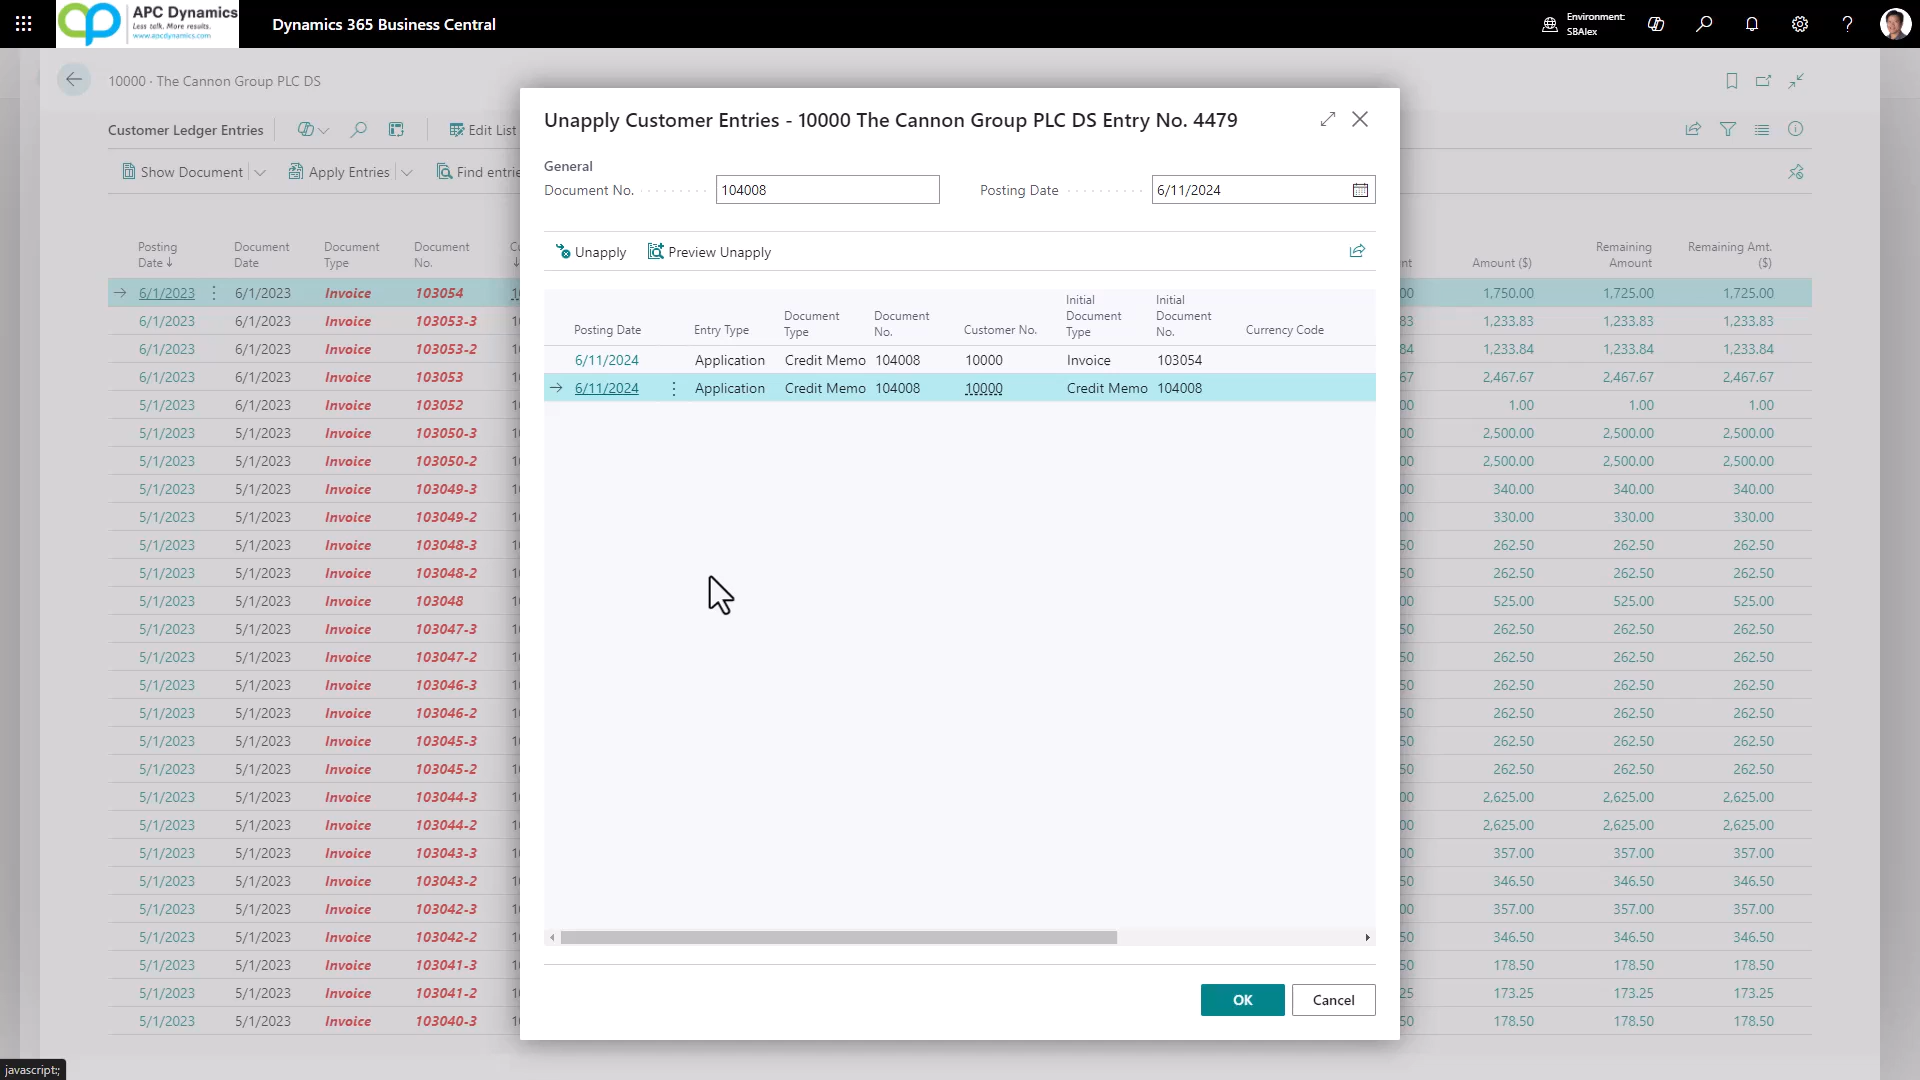 APC Dynamics
Less talk. More results.
www.apcdynamics.com
Dynamics 365 Business Central
Environment:
SBAlex
10000 · The Cannon Group PLC DS
Customer Ledger Entries
Edit List
Show Document
Apply Entries
Find entrie
Posting Date
Document Date
Document Type
Document No.
Amount ($)
Remaining Amount
Remaining Amt. ($)
6/1/2023 6/1/2023 Invoice 103054 1,750.00 1,725.00 1,725.00
6/1/2023 6/1/2023 Invoice 103053-3 1,233.83 1,233.83 1,233.83
6/1/2023 6/1/2023 Invoice 103053-2 1,233.84 1,233.84 1,233.84
6/1/2023 6/1/2023 Invoice 103053 2,467.67 2,467.67 2,467.67
5/1/2023 6/1/2023 Invoice 103052 1.00 1.00 1.00
5/1/2023 5/1/2023 Invoice 103050-3 2,500.00 2,500.00 2,500.00
5/1/2023 5/1/2023 Invoice 103050-2 2,500.00 2,500.00 2,500.00
5/1/2023 5/1/2023 Invoice 103049-3 340.00 340.00 340.00
5/1/2023 5/1/2023 Invoice 103049-2 330.00 330.00 330.00
5/1/2023 5/1/2023 Invoice 103048-3 262.50 262.50 262.50
5/1/2023 5/1/2023 Invoice 103048-2 262.50 262.50 262.50
5/1/2023 5/1/2023 Invoice 103048 525.00 525.00 525.00
5/1/2023 5/1/2023 Invoice 103047-3 262.50 262.50 262.50
5/1/2023 5/1/2023 Invoice 103047-2 262.50 262.50 262.50
5/1/2023 5/1/2023 Invoice 103046-3 262.50 262.50 262.50
5/1/2023 5/1/2023 Invoice 103046-2 262.50 262.50 262.50
5/1/2023 5/1/2023 Invoice 103045-3 262.50 262.50 262.50
5/1/2023 5/1/2023 Invoice 103045-2 262.50 262.50 262.50
5/1/2023 5/1/2023 Invoice 103044-3 2,625.00 2,625.00 2,625.00
5/1/2023 5/1/2023 Invoice 103044-2 2,625.00 2,625.00 2,625.00
5/1/2023 5/1/2023 Invoice 103043-3 357.00 357.00 357.00
5/1/2023 5/1/2023 Invoice 103043-2 346.50 346.50 346.50
5/1/2023 5/1/2023 Invoice 103042-3 357.00 357.00 357.00
5/1/2023 5/1/2023 Invoice 103042-2 346.50 346.50 346.50
5/1/2023 5/1/2023 Invoice 103041-3 178.50 178.50 178.50
5/1/2023 5/1/2023 Invoice 103041-2 173.25 173.25 173.25
5/1/2023 5/1/2023 Invoice 103040-3 178.50 178.50 178.50
Unapply Customer Entries - 10000 The Cannon Group PLC DS Entry No. 4479
General
Document No. 104008
Posting Date 6/11/2024
Unapply
Preview Unapply
Posting Date
Entry Type
Document Type
Document No.
Customer No.
Initial Document Type
Initial Document No.
Currency Code
6/11/2024 Application Credit Memo 104008 10000 Invoice 103054
6/11/2024 Application Credit Memo 104008 10000 Credit Memo 104008
OK
Cancel
javascript:;